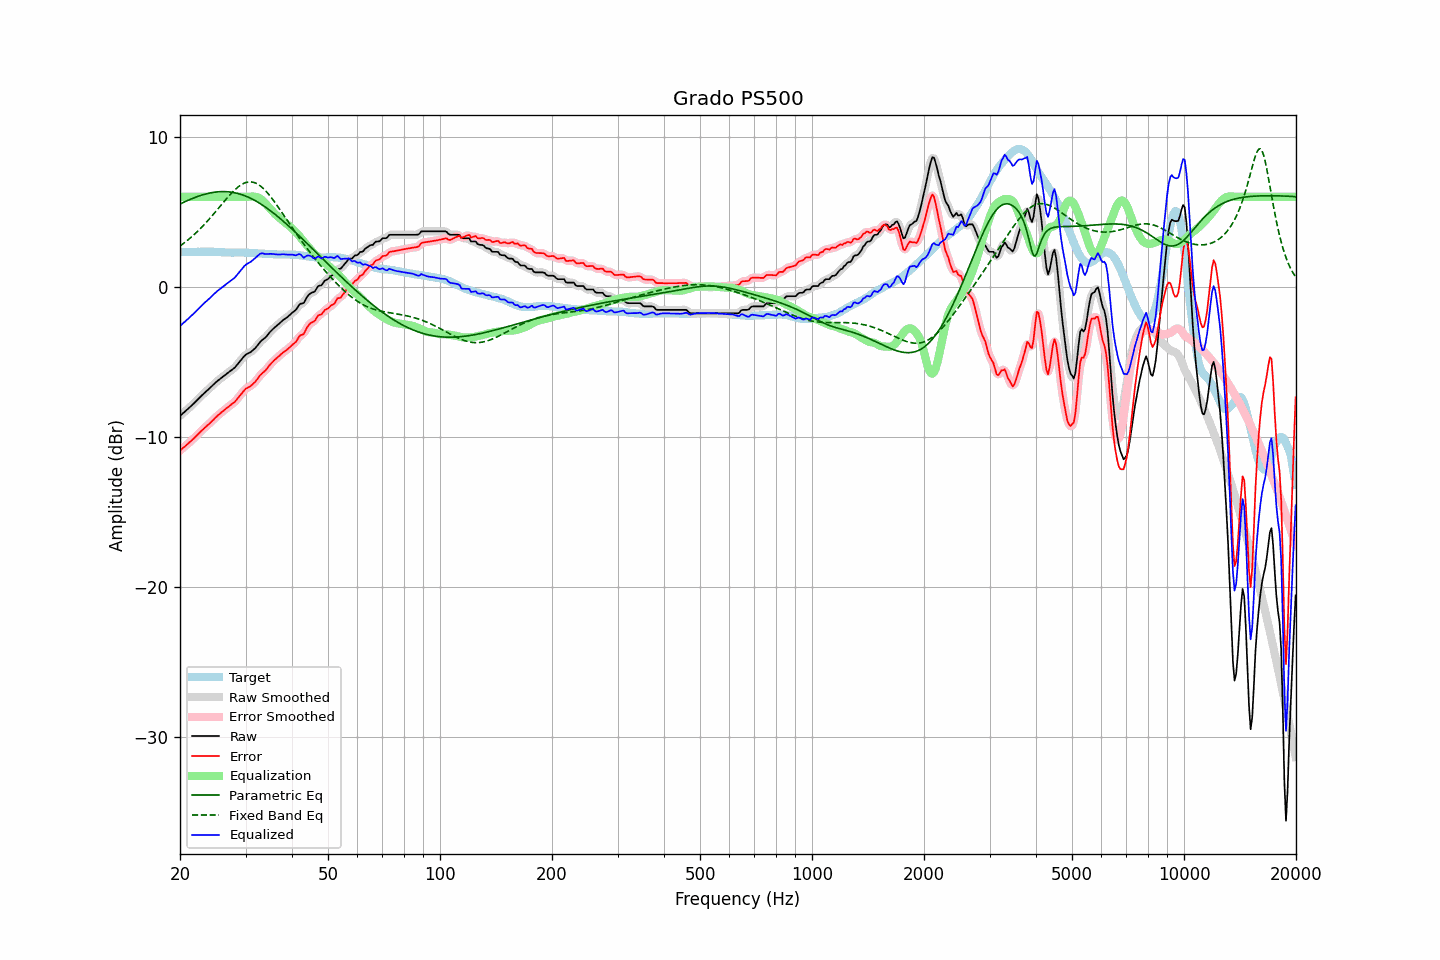 Grado PS500
Amplitude (dBr)
10
0
−10
−20
−30
Target
Raw Smoothed
Error Smoothed
Raw
Error
Equalization
Parametric Eq
Fixed Band Eq
Equalized
20 50 100 200 500 1000 2000 5000 10000 20000
Frequency (Hz)